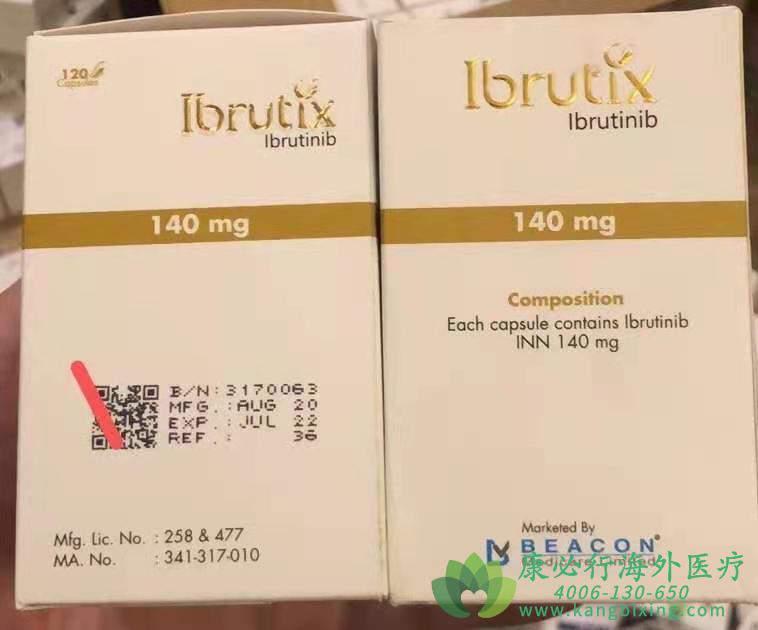 120
Capsules
Ibrutix
Ibrutinib
140 mg
B/N: 3170063
MFG. : AUG 20
EXP. : JUL 22
REF. : 36
Mfg. Lic. No. : 258 & 477
MA. No. : 341-317-010
Ibrutix
Ibrutinib
140 mg
Composition
Each capsule contains Ibrutinib
INN 140 mg
Marketed By
BEACON®
Medicare Limited
康必行海外医疗
4006-130-650
www.kangbixing.com